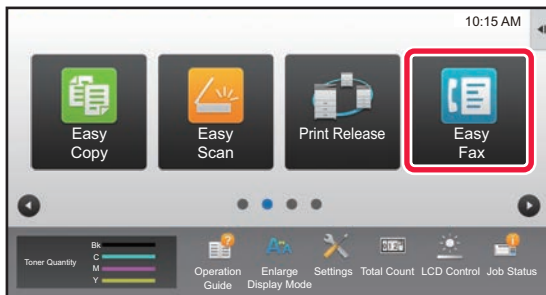 10:15 AM
Easy
Copy
Easy
Scan
Print Release
Easy
Fax
Bk
Toner Quantity
C
M
Y
Operation
Guide
Enlarge
Display Mode
Settings
Total Count
LCD Control
Job Status